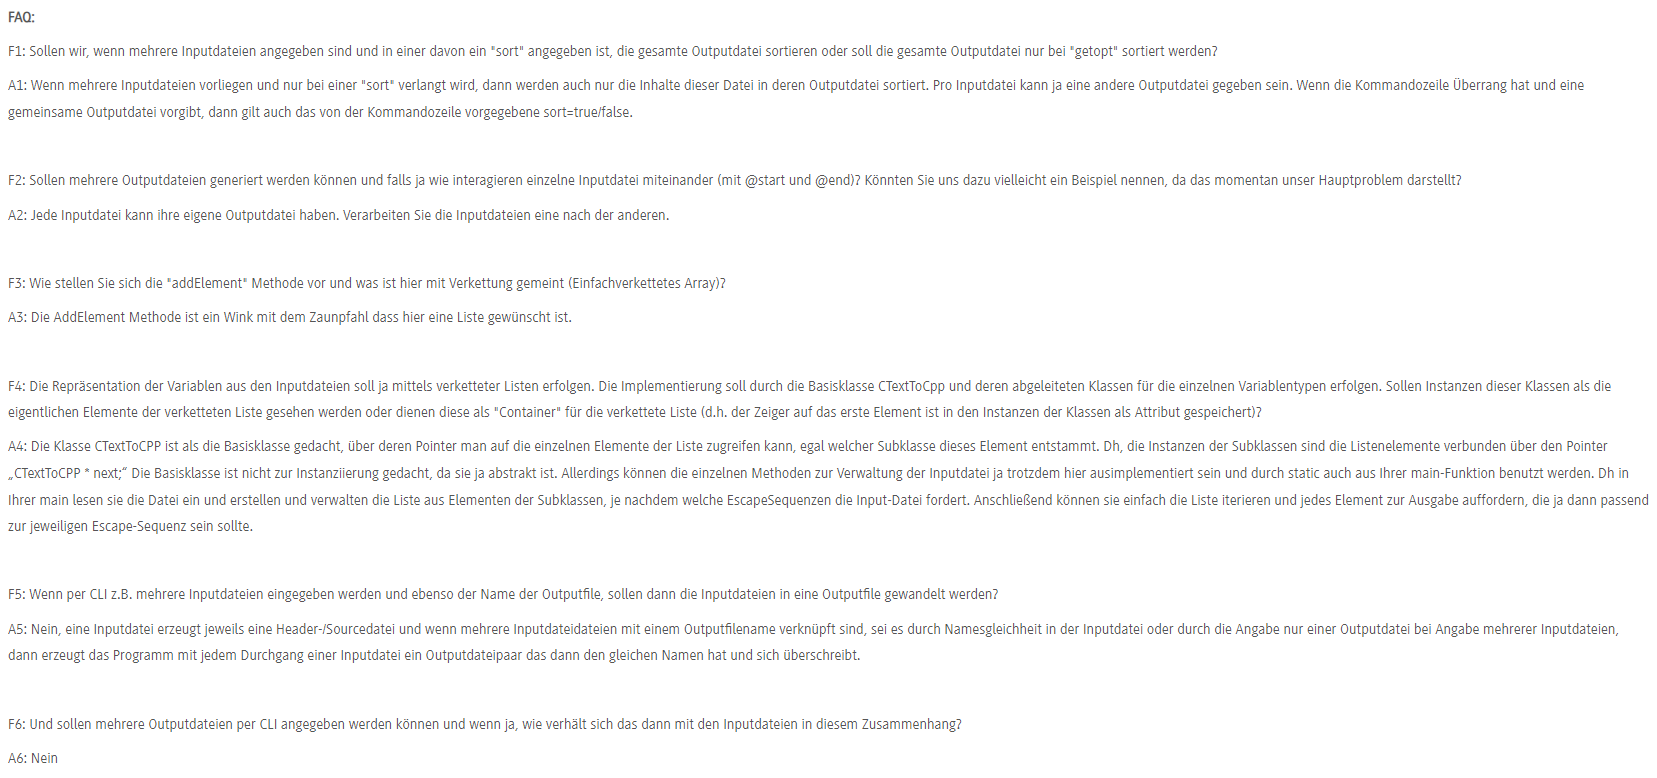 FAQ:
F1: Sollen wir, wenn mehrere Inputdateien angegeben sind und in einer davon ein "sort" angegeben ist, die gesamte Outputdatei sortieren oder soll die gesamte Outputdatei nur bei "getopt" sortiert werden?
A1: Wenn mehrere Inputdateien vorliegen und nur bei einer "sort" verlangt wird, dann werden auch nur die Inhalte dieser Datei in deren Outputdatei sortiert. Pro Inputdatei kann ja eine andere Outputdatei gegeben sein. Wenn die Kommandozeile Überrang hat und eine
gemeinsame Outputdatei vorgibt, dann gilt auch das von der Kommandozeile vorgegebene sort=true/false.
F2: Sollen mehrere Outputdateien generiert werden können und falls ja wie interagieren einzelne Inputdatei miteinander (mit @start und @end)? Könnten Sie uns dazu vielleicht ein Beispiel nennen, da das momentan unser Hauptproblem darstellt?
A2: Jede Inputdatei kann ihre eigene Outputdatei haben. Verarbeiten Sie die Inputdateien eine nach der anderen.
F3: Wie stellen Sie sich die "addElement" Methode vor und was ist hier mit Verkettung gemeint (Einfachverkettetes Array)?
A3: Die AddElement Methode ist ein Wink mit dem Zaunpfahl dass hier eine Liste gewünscht ist.
F4: Die Repräsentation der Variablen aus den Inputdateien soll ja mittels verketteter Listen erfolgen. Die Implementierung soll durch die Basisklasse CTextToCpp und deren abgeleiteten Klassen für die einzelnen Variablentypen erfolgen. Sollen Instanzen dieser Klassen als die
eigentlichen Elemente der verketteten Liste gesehen werden oder dienen diese als "Container" für die verkettete Liste (d.h. der Zeiger auf das erste Element ist in den Instanzen der Klassen als Attribut gespeichert)?
A4: Die Klasse CTextToCPP ist als die Basisklasse gedacht, über deren Pointer man auf die einzelnen Elemente der Liste zugreifen kann, egal welcher Subklasse dieses Element entstammt. Dh, die Instanzen der Subklassen sind die Listenelemente verbunden über den Pointer
„CTextToCPP * next;“ Die Basisklasse ist nicht zur Instanziierung gedacht, da sie ja abstrakt ist. Allerdings können die einzelnen Methoden zur Verwaltung der Inputdatei ja trotzdem hier ausimplementiert sein und durch static auch aus Ihrer main-Funktion benutzt werden. Dh in
Ihrer main lesen sie die Datei ein und erstellen und verwalten die Liste aus Elementen der Subklassen, je nachdem welche EscapeSequenzen die Input-Datei fordert. Anschließend können sie einfach die Liste iterieren und jedes Element zur Ausgabe auffordern, die ja dann passend
zur jeweiligen Escape-Sequenz sein sollte.
F5: Wenn per CLI z.B. mehrere Inputdateien eingegeben werden und ebenso der Name der Outputfile, sollen dann die Inputdateien in eine Outputfile gewandelt werden?
A5: Nein, eine Inputdatei erzeugt jeweils eine Header-/Sourcedatei und wenn mehrere Inputdateidateien mit einem Outputfilename verknüpft sind, sei es durch Namesgleichheit in der Inputdatei oder durch die Angabe nur einer Outputdatei bei Angabe mehrerer Inputdateien,
dann erzeugt das Programm mit jedem Durchgang einer Inputdatei ein Outputdateipaar das dann den gleichen Namen hat und sich überschreibt.
F6: Und sollen mehrere Outputdateien per CLI angegeben werden können und wenn ja, wie verhält sich das dann mit den Inputdateien in diesem Zusammenhang?
A6: Nein